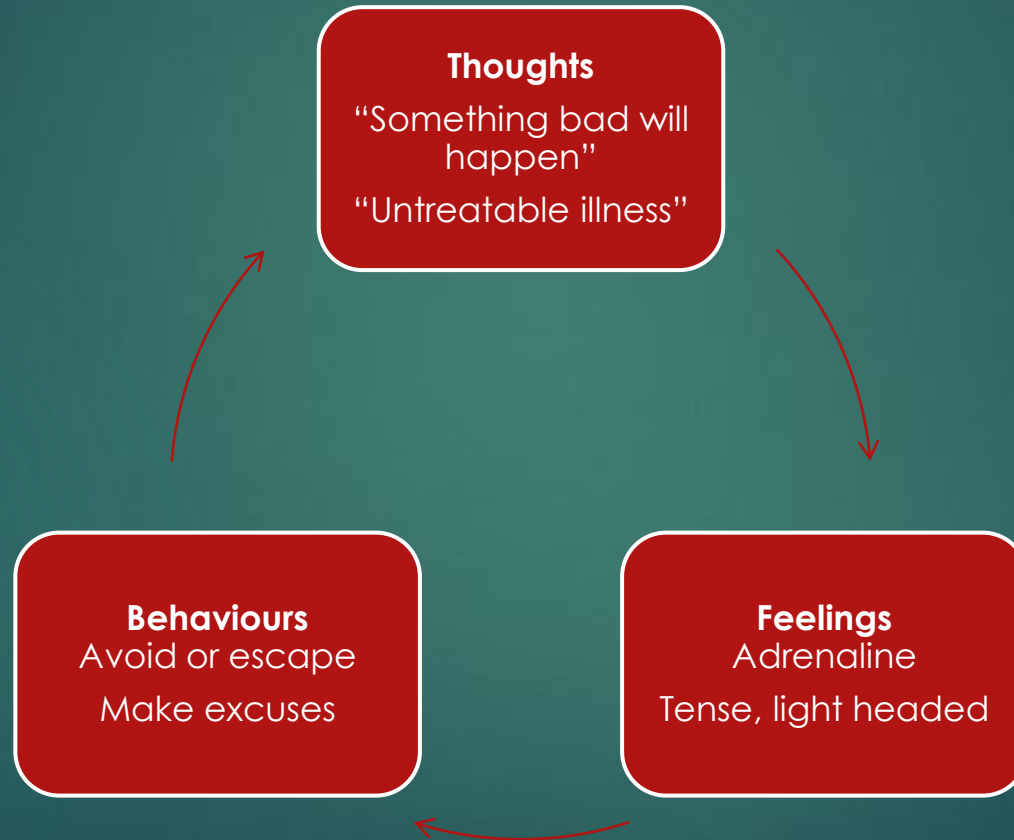 Thoughts
“Something bad will
happen”
“Untreatable illness”
Behaviours
Avoid or escape
Make excuses
Feelings
Adrenaline
Tense, light headed